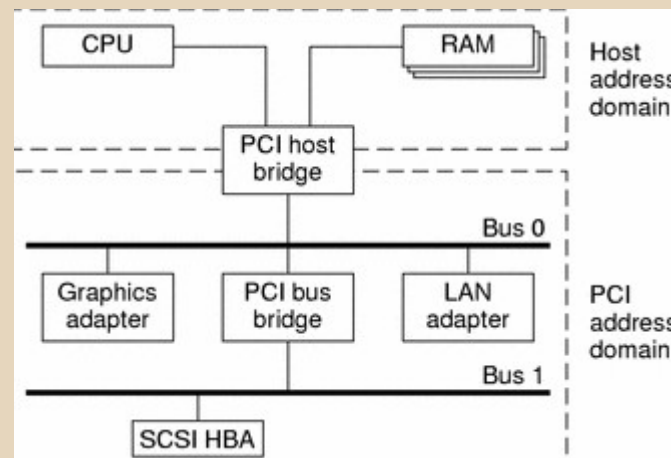 CPU
RAM
Host
address
domain
PCI host
bridge
Bus 0
Graphics
adapter
PCI bus
bridge
LAN
adapter
PCI
address
domain
Bus 1
SCSI HBA